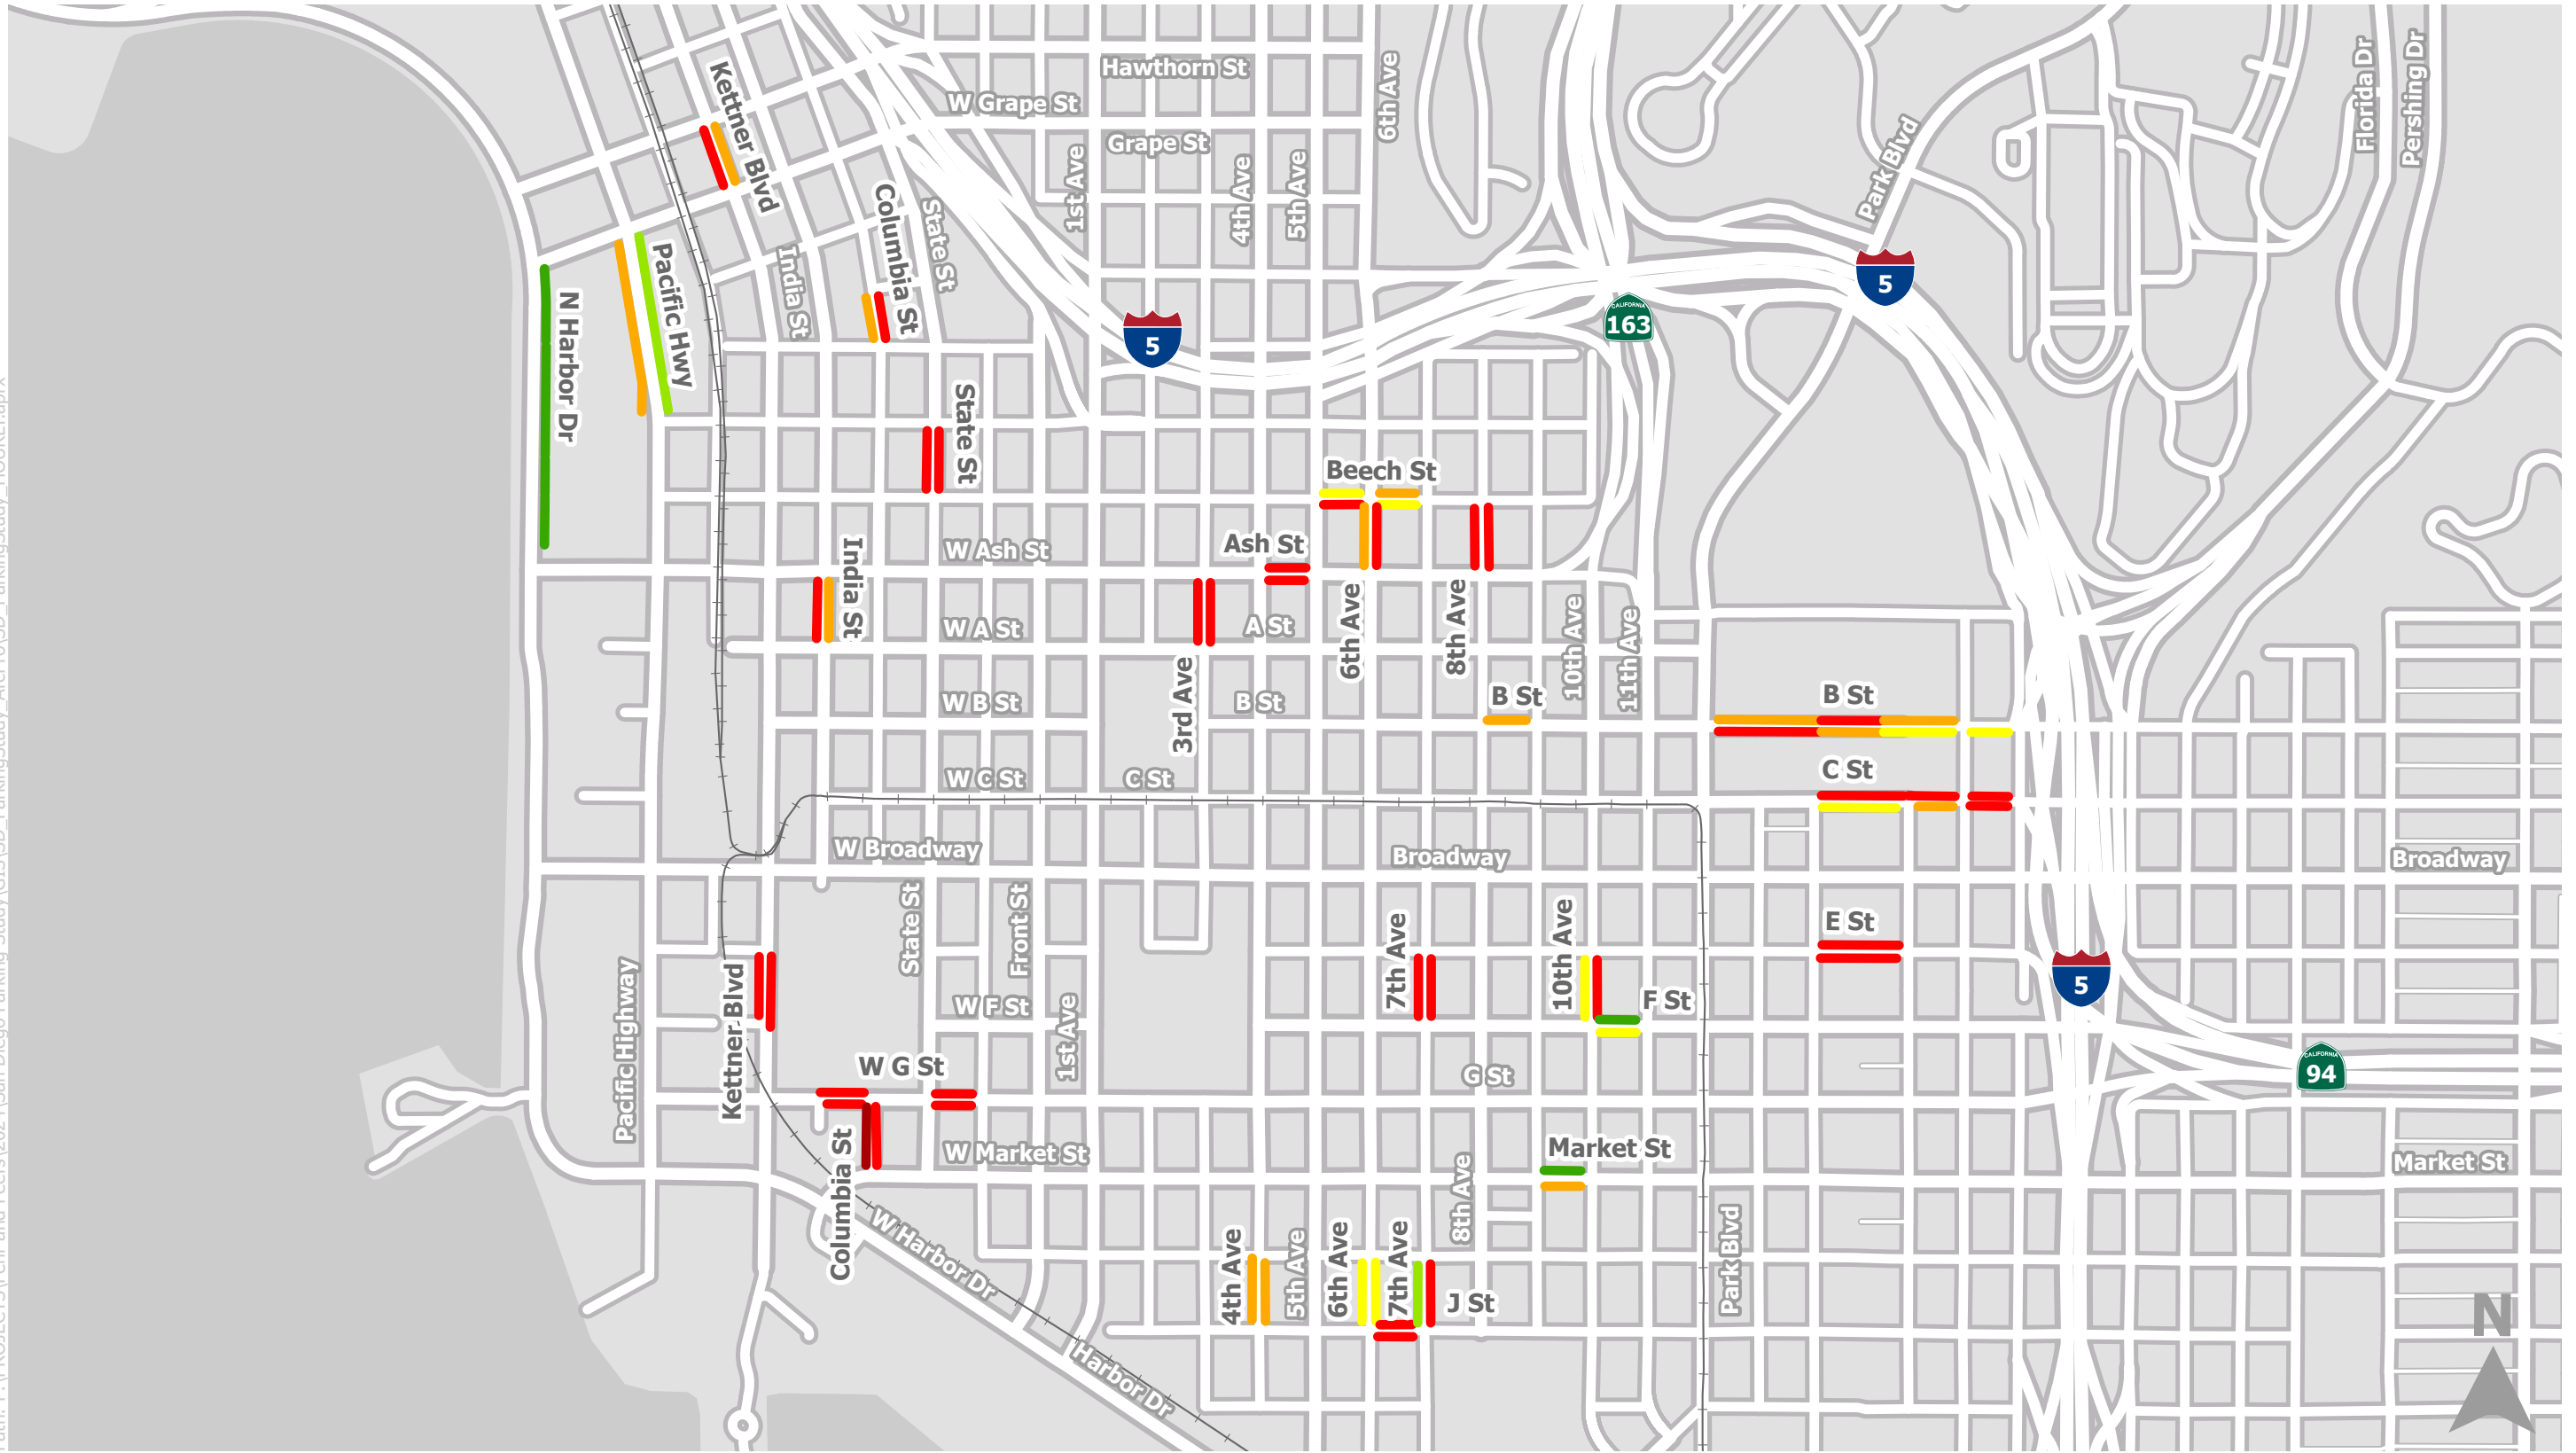 Hawthorn St
W Grape St
Grape St
Kettner Blvd
6th Ave
Florida Dr
Pershing Dr
Park Blvd
1st Ave
4th Ave
5th Ave
Columbia St
State St
India St
Pacific Hwy
N Harbor Dr
5
CALIFORNIA
163
5
State St
Beech St
Ash St
W Ash St
India St
W A St
A St
6th Ave
8th Ave
10th Ave
11th Ave
3rd Ave
W B St
B St
B St
B St
W C St
C St
C St
W Broadway
Broadway
Broadway
State St
Front St
7th Ave
10th Ave
E St
F St
5
Kettner Blvd
Pacific Highway
W F St
1st Ave
W G St
G St
CALIFORNIA
94
Columbia St
W Market St
Market St
Market St
8th Ave
W Harbor Dr
4th Ave
5th Ave
6th Ave
7th Ave
J St
Park Blvd
Harbor Dr
N